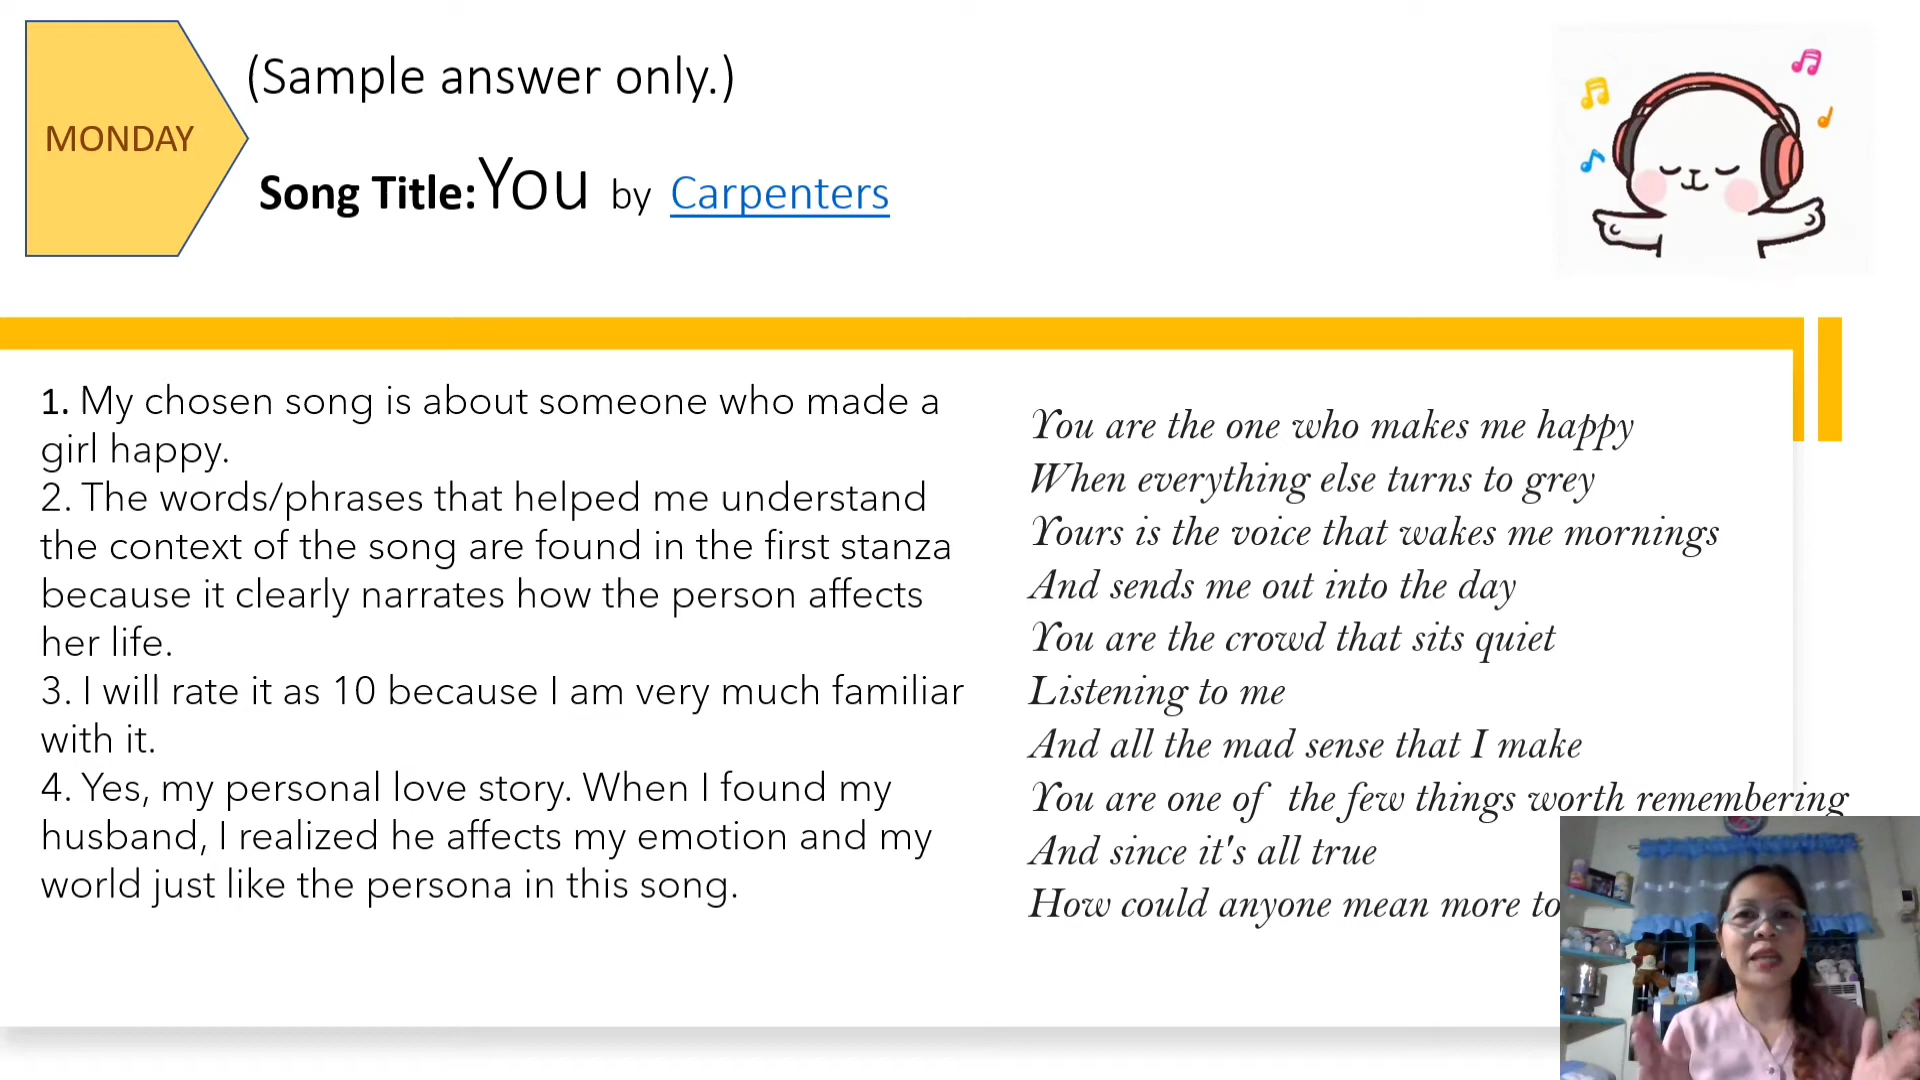 MONDAY
(Sample answer only.)
Song Title: You by Carpenters
1. My chosen song is about someone who made a
girl happy.
2. The words/phrases that helped me understand
the context of the song are found in the first stanza
because it clearly narrates how the person affects
her life.
3. I will rate it as 10 because I am very much familiar
with it.
4. Yes, my personal love story. When I found my
husband, I realized he affects my emotion and my
world just like the persona in this song.
You are the one who makes me happy
When everything else turns to grey
Yours is the voice that wakes me mornings
And sends me out into the day
You are the crowd that sits quiet
Listening to me
And all the mad sense that I make
You are one of the few things worth remembering
And since it's all true
How could anyone mean more to